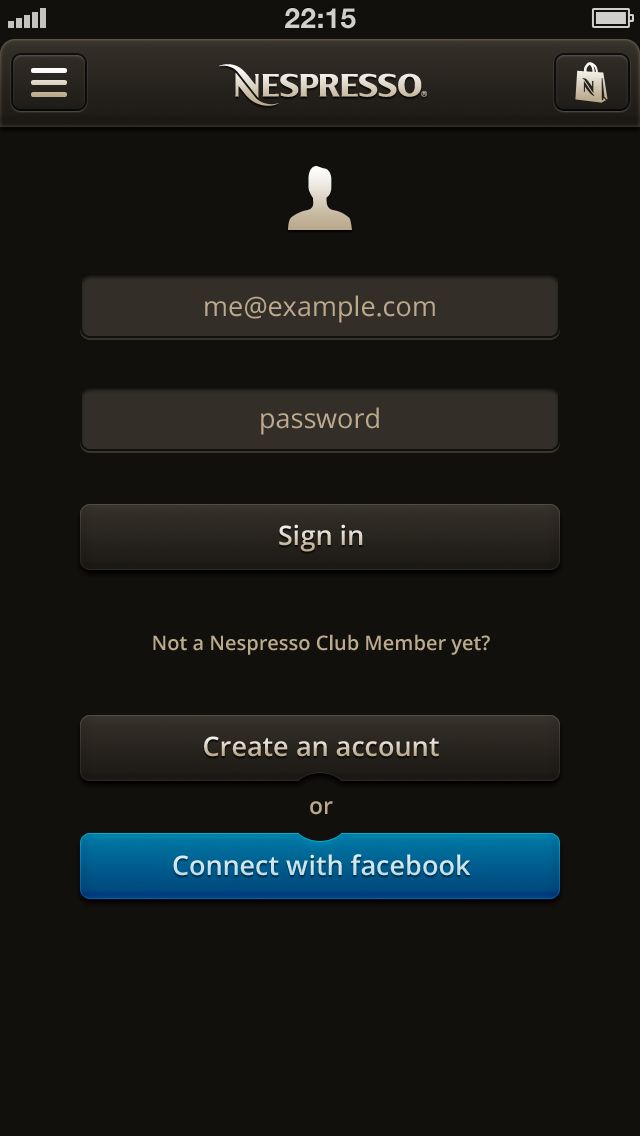 22:15
NESPRESSO®
N
me@example.com
password
Sign in
Not a Nespresso Club Member yet?
Create an account
or
Connect with facebook